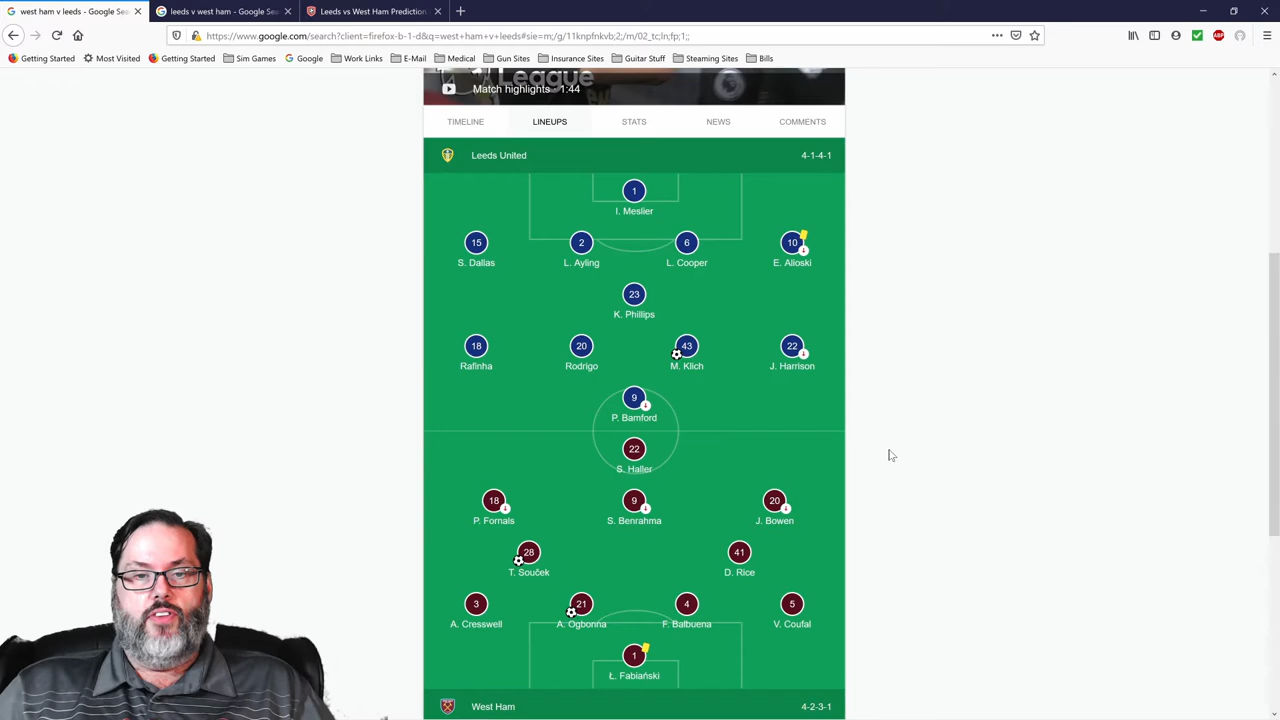 west ham v leeds - Google Sea
leeds v west ham - Google Sea
Leeds vs West Ham Prediction
https://www.google.com/search?client=firefox-b-1-d&q=west+ham+v+leeds#sie=m;/g/11knpfnkvb;2;/m/02_tc;ln;fp;1;;
Getting Started
Most Visited
Getting Started
Sim Games
Google
Work Links
E-Mail
Medical
Gun Sites
Insurance Sites
Guitar Stuff
Steaming Sites
Bills
ABP
League
Match highlights · 1:44
TIMELINE
LINEUPS
STATS
NEWS
COMMENTS
Leeds United
4-1-4-1
1
I. Meslier
15
2
6
10
S. Dallas
L. Ayling
L. Cooper
E. Alioski
23
K. Phillips
18
20
43
22
Rafinha
Rodrigo
M. Klich
J. Harrison
9
P. Bamford
22
S. Haller
18
9
20
P. Fornals
S. Benrahma
J. Bowen
28
41
T. Souček
D. Rice
3
21
4
5
A. Cresswell
A. Ogbonna
F. Balbuena
V. Coufal
1
Ł. Fabiański
West Ham
4-2-3-1